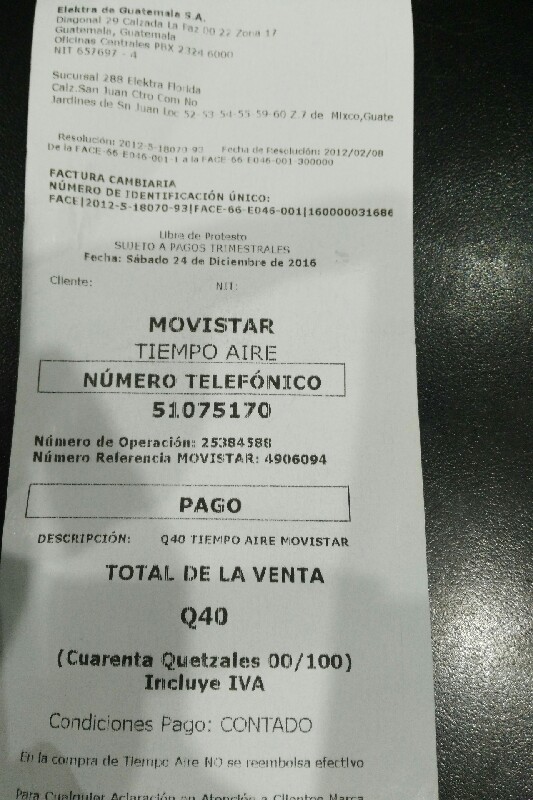 Elektra de Guatemala S.A.
Diagonal 29 Calzada La Paz 00 22 Zona 17
Guatemala, Guatemala
Oficinas Centrales PBX 2324 6000
NIT 657697 - 4
Sucursal 288 Elektra Florida
Calz.San Juan Ctro Com No
Jardines de Sn Juan Loc 52-53-54-55-59-60 Z.7 de Mixco,Guate
Resolución: 2012-5-18070-93 Fecha de Resolución: 2012/02/08
De la FACE-66-E046-001-1 a la FACE-66-E046-001-300000
FACTURA CAMBIARIA
NÚMERO DE IDENTIFICACIÓN ÚNICO:
FACE|2012-5-18070-93|FACE-66-E046-001|16000003168
Libre de Protesto
SUJETO A PAGOS TRIMESTRALES
Fecha: Sábado 24 de Diciembre de 2016
Cliente: NIT:
MOVISTAR
TIEMPO AIRE
NÚMERO TELEFÓNICO
51075170
Número de Operación: 25384588
Número Referencia MOVISTAR: 4906094
PAGO
DESCRIPCIÓN: Q40 TIEMPO AIRE MOVISTAR
TOTAL DE LA VENTA
Q40
(Cuarenta Quetzales 00/100)
Incluye IVA
Condiciones Pago: CONTADO
En la compra de Tiempo Aire NO se reembolsa efectivo
Para Cualquier Aclaración en Atención a Clientes Marca